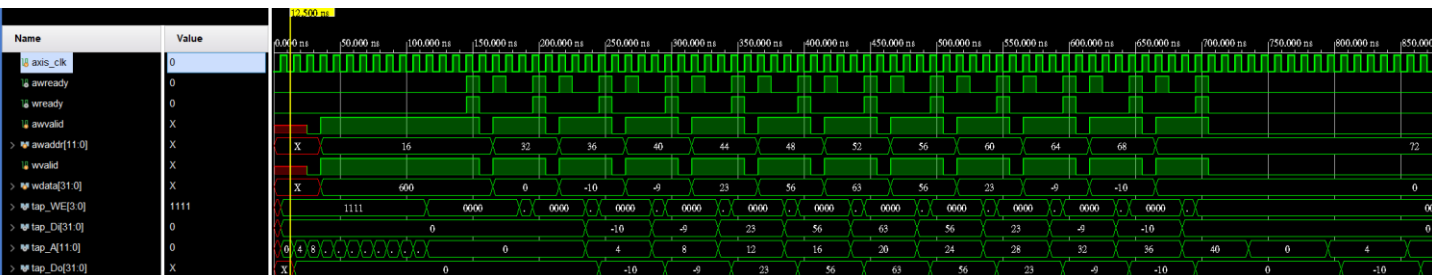 12.500 ns
Name Value 0.000 ns 50.000 ns 100.000 ns 150.000 ns 200.000 ns 250.000 ns 300.000 ns 350.000 ns 400.000 ns 450.000 ns 500.000 ns 550.000 ns 600.000 ns 650.000 ns 700.000 ns 750.000 ns 800.000 ns 850.000
axis_clk 0
awready 0
wready 0
awvalid X
awaddr[11:0] X X 16 32 36 40 44 48 52 56 60 64 68 72
wvalid X
wdata[31:0] X X 600 0 -10 -9 23 56 63 56 23 -9 -10 0
tap_WE[3:0] 1111 1111 0000 . 0000 . 0000 . 0000 . 0000 . 0000 . 0000 . 0000 . 0000 . 0000 . 0000 . 00
tap_Di[31:0] 0 0 -10 -9 23 56 63 56 23 -9 -10 0
tap_A[11:0] 0 0 4 8 . . . . . . . . 0 4 8 12 16 20 24 28 32 36 40 0 4
tap_Do[31:0] X X 0 -10 -9 23 56 63 56 23 -9 -10 0 -10